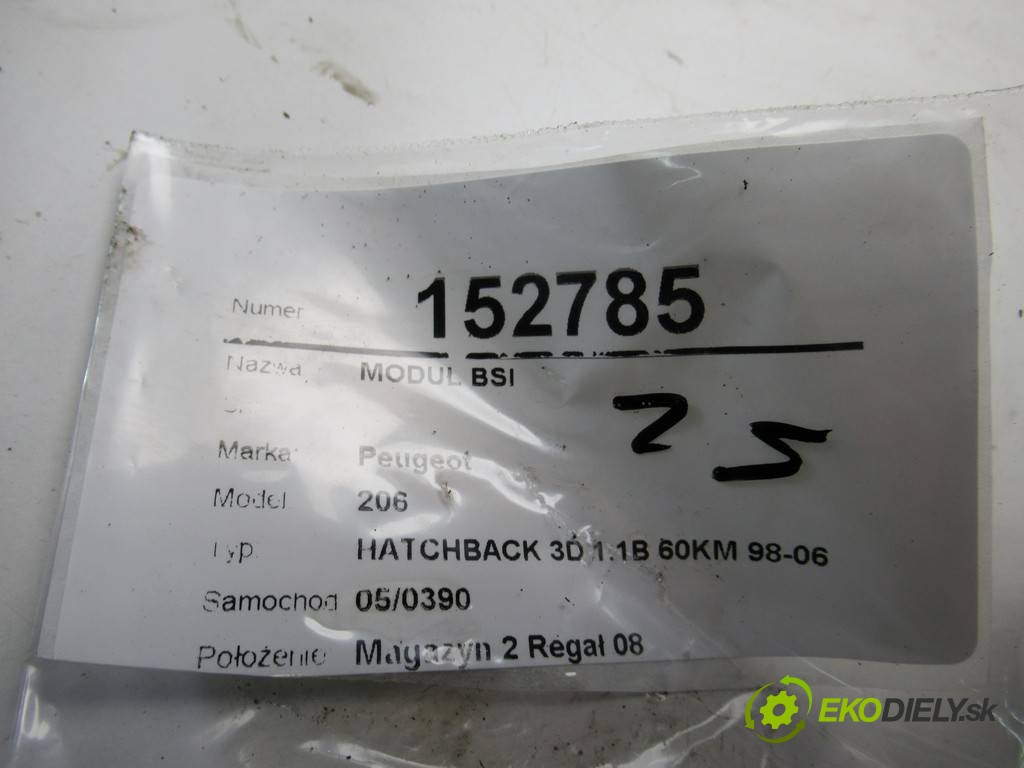 Numer 152785
Nazwa MODUL BSI
Marka Peugeot
Model 206
Typ HATCHBACK 3D 1.1B 60KM 98-06
Samochod 05/0390
Położenie Magazyn 2 Regał 08
EKODIELY.sk